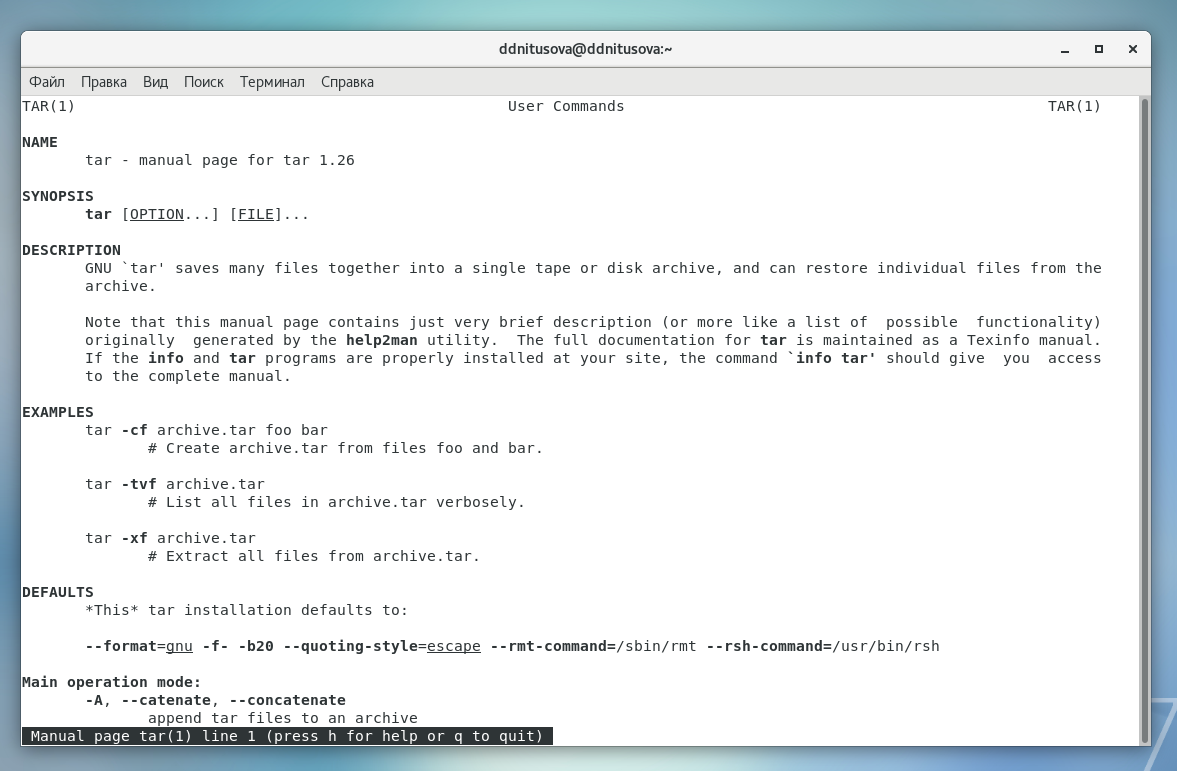 ddnitusova@ddnitusova:~
Файл Правка Вид Поиск Терминал Справка
TAR(1) User Commands TAR(1)
NAME
tar - manual page for tar 1.26
SYNOPSIS
tar [OPTION...] [FILE]...
DESCRIPTION
GNU `tar' saves many files together into a single tape or disk archive, and can restore individual files from the
archive.
Note that this manual page contains just very brief description (or more like a list of  possible  functionality)
originally  generated by the help2man utility.  The full documentation for tar is maintained as a Texinfo manual.
If the info and tar programs are properly installed at your site, the command `info tar' should give  you  access
to the complete manual.
EXAMPLES
tar -cf archive.tar foo bar
# Create archive.tar from files foo and bar.
tar -tvf archive.tar
# List all files in archive.tar verbosely.
tar -xf archive.tar
# Extract all files from archive.tar.
DEFAULTS
*This* tar installation defaults to:
--format=gnu -f- -b20 --quoting-style=escape --rmt-command=/sbin/rmt --rsh-command=/usr/bin/rsh
Main operation mode:
-A, --catenate, --concatenate
append tar files to an archive
Manual page tar(1) line 1 (press h for help or q to quit)
7